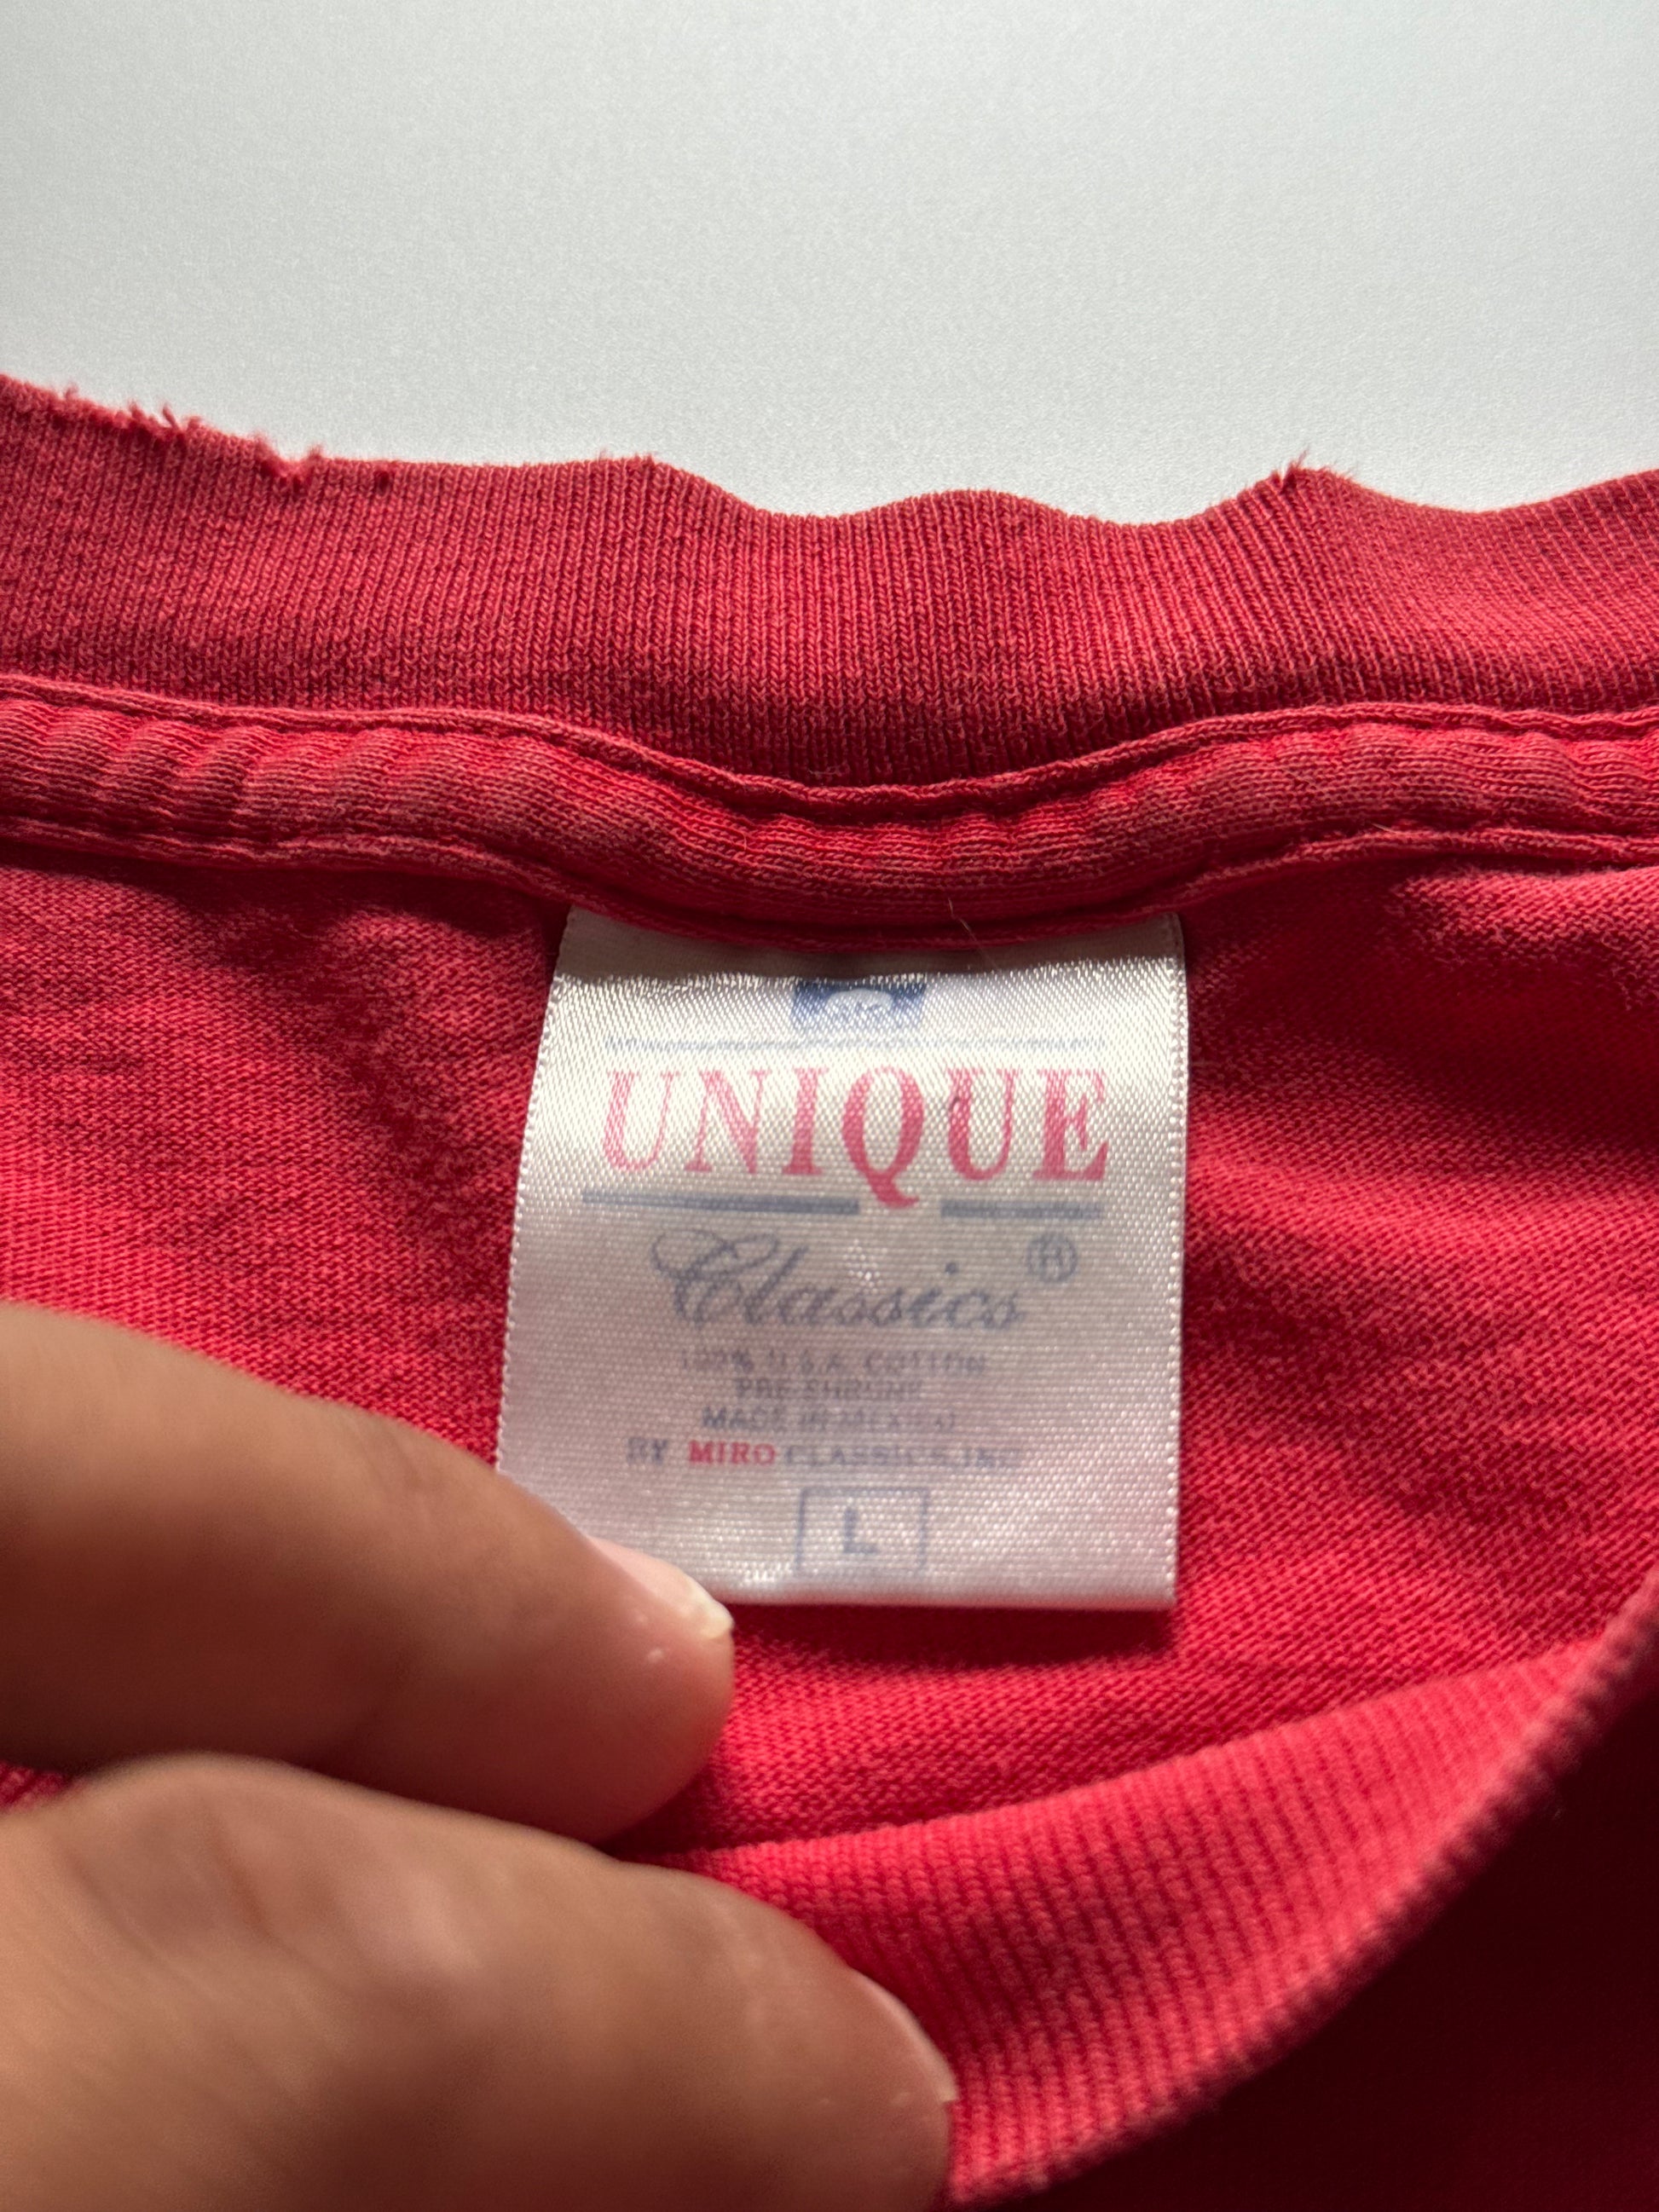 UNIQUE
Classics ®
100% U.S.A. COTTON
PRE-SHRUNK
MADE IN MEXICO
BY MIRO CLASSICS, INC
L